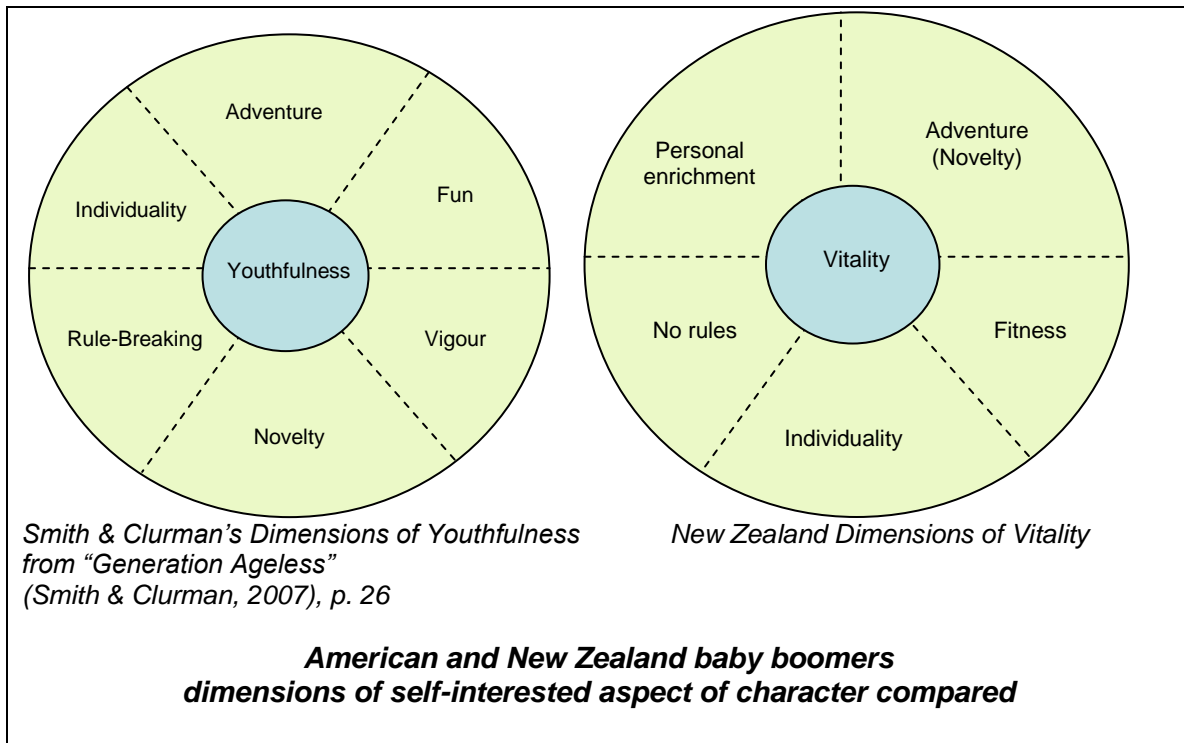 Adventure
Fun
Individuality
Youthfulness
Rule-Breaking
Vigour
Novelty
Personal
enrichment
Adventure
(Novelty)
Vitality
No rules
Fitness
Individuality
Smith & Clurman's Dimensions of Youthfulness
from “Generation Ageless”
(Smith & Clurman, 2007), p. 26
New Zealand Dimensions of Vitality
American and New Zealand baby boomers
dimensions of self-interested aspect of character compared